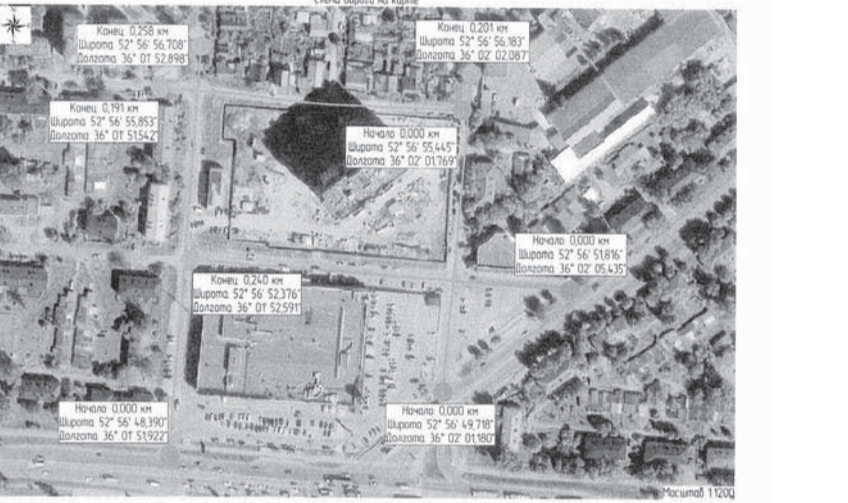 Схема дороги на карте
Конец 0,258 км
Широта 52° 56' 56,708"
Долгота 36° 01' 52,898"
Конец 0,201 км
Широта 52° 56' 56,183"
Долгота 36° 02' 02,087"
Конец 0,191 км
Широта 52° 56' 55,853"
Долгота 36° 01' 51,542"
Начало 0,000 км
Широта 52° 56' 55,445"
Долгота 36° 02' 01,769"
Начало 0,000 км
Широта 52° 56' 51,816"
Долгота 36° 02' 05,435"
Конец 0,240 км
Широта 52° 56' 52,376"
Долгота 36° 01' 52,591"
Начало 0,000 км
Широта 52° 56' 48,390"
Долгота 36° 01' 51,922"
Начало 0,000 км
Широта 52° 56' 49,718"
Долгота 36° 02' 01,180"
Масштаб 1:1200